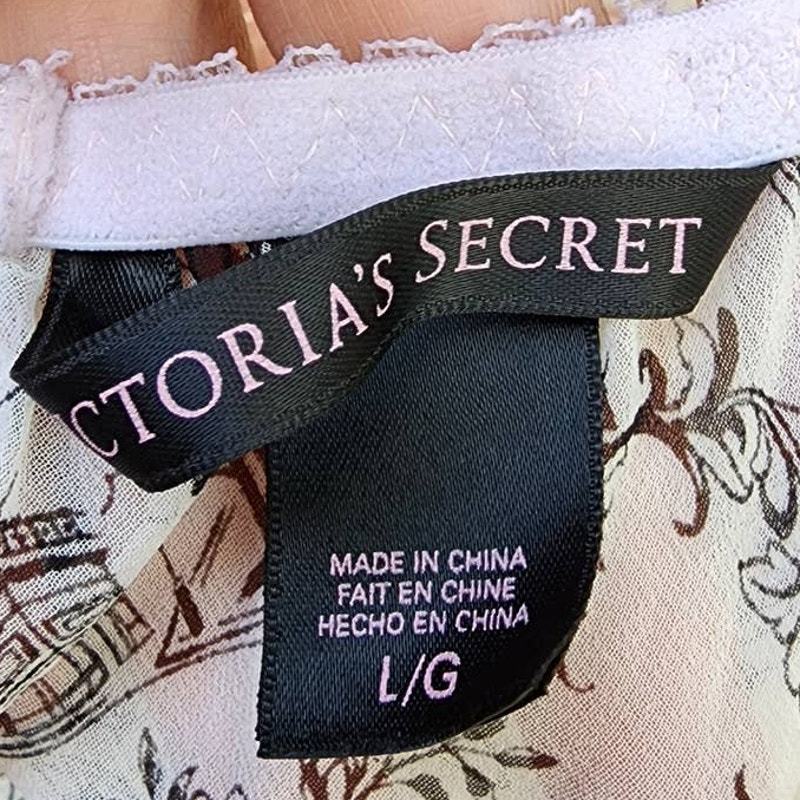 CTORIA'S SECRET
MADE IN CHINA
FAIT EN CHINE
HECHO EN CHINA
L/G